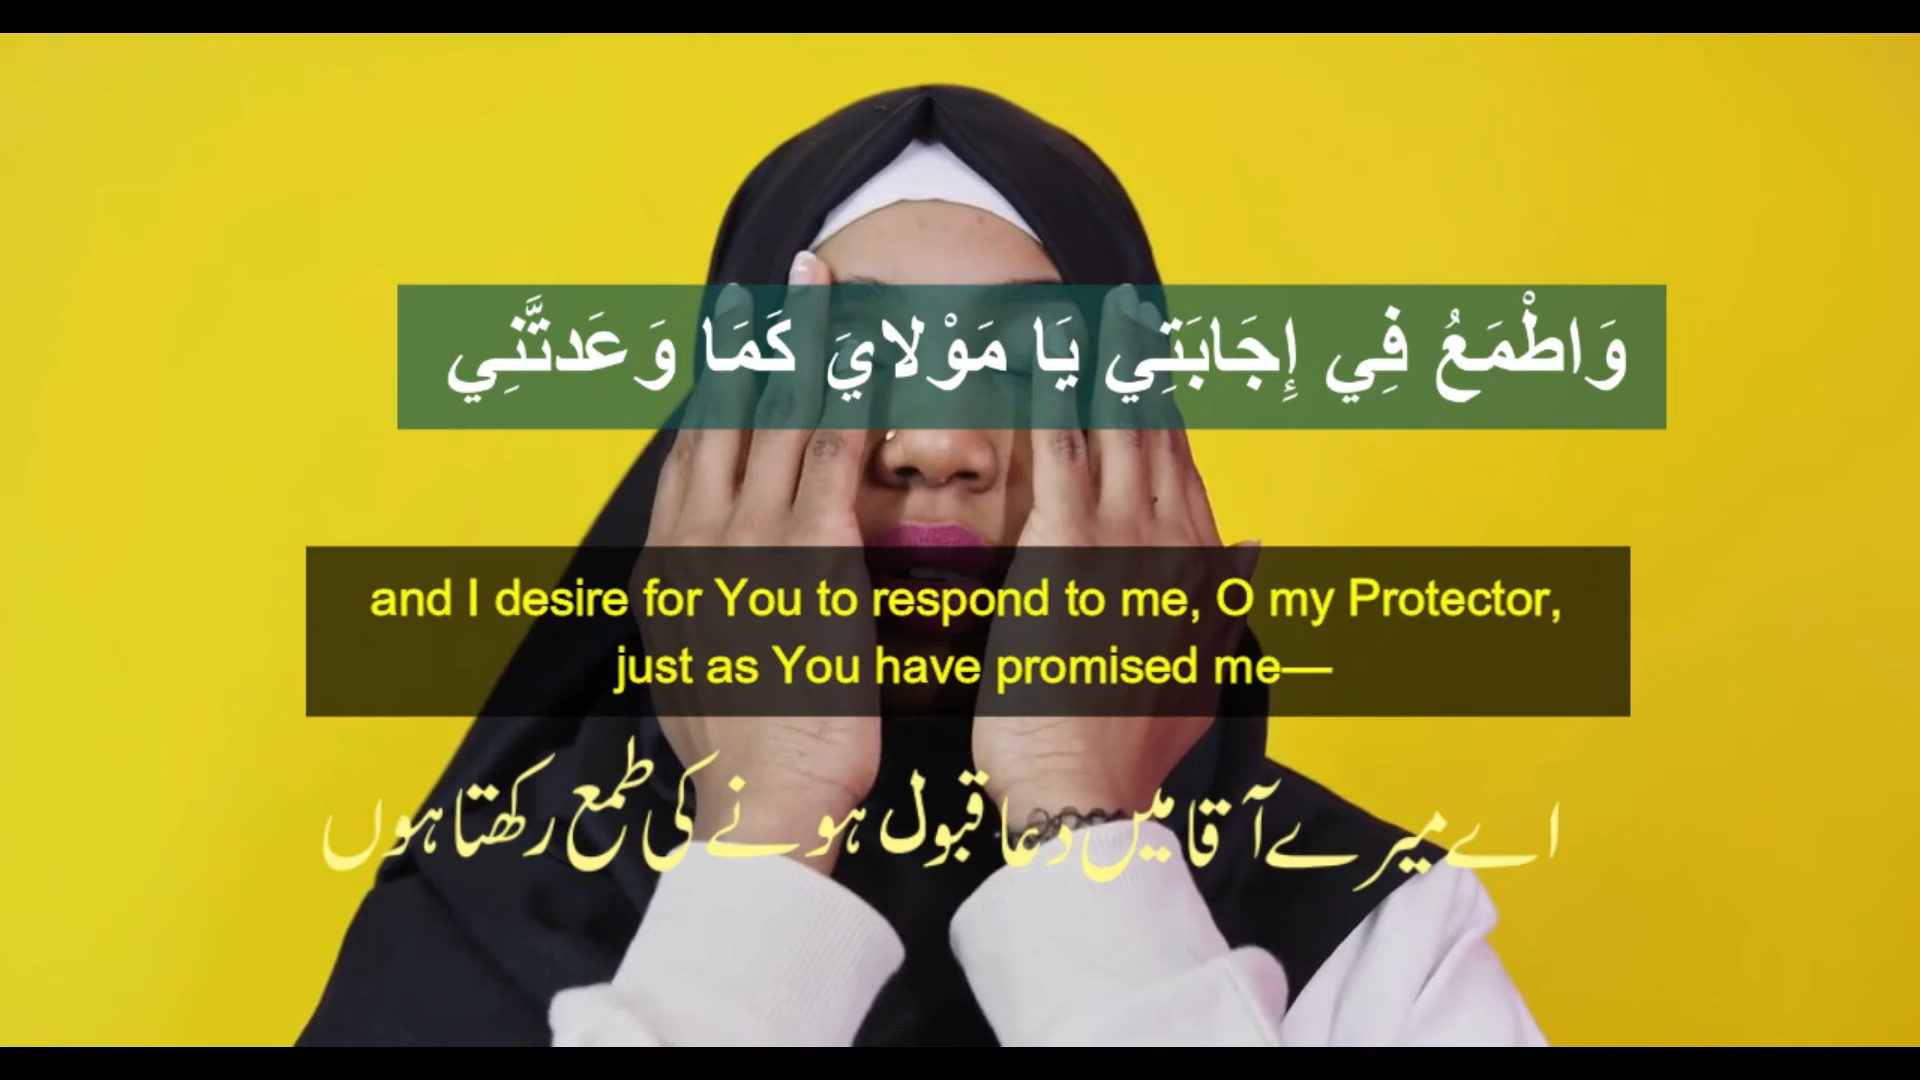 وَاطْمَعُ فِي إِجَابَتِي يَا مَوْلايَ كَمَا وَعَدتَّنِي
and I desire for You to respond to me, O my Protector,
just as You have promised me—
اے میرے آقا میں دعا قبول ہونے کی طمع رکھتا ہوں